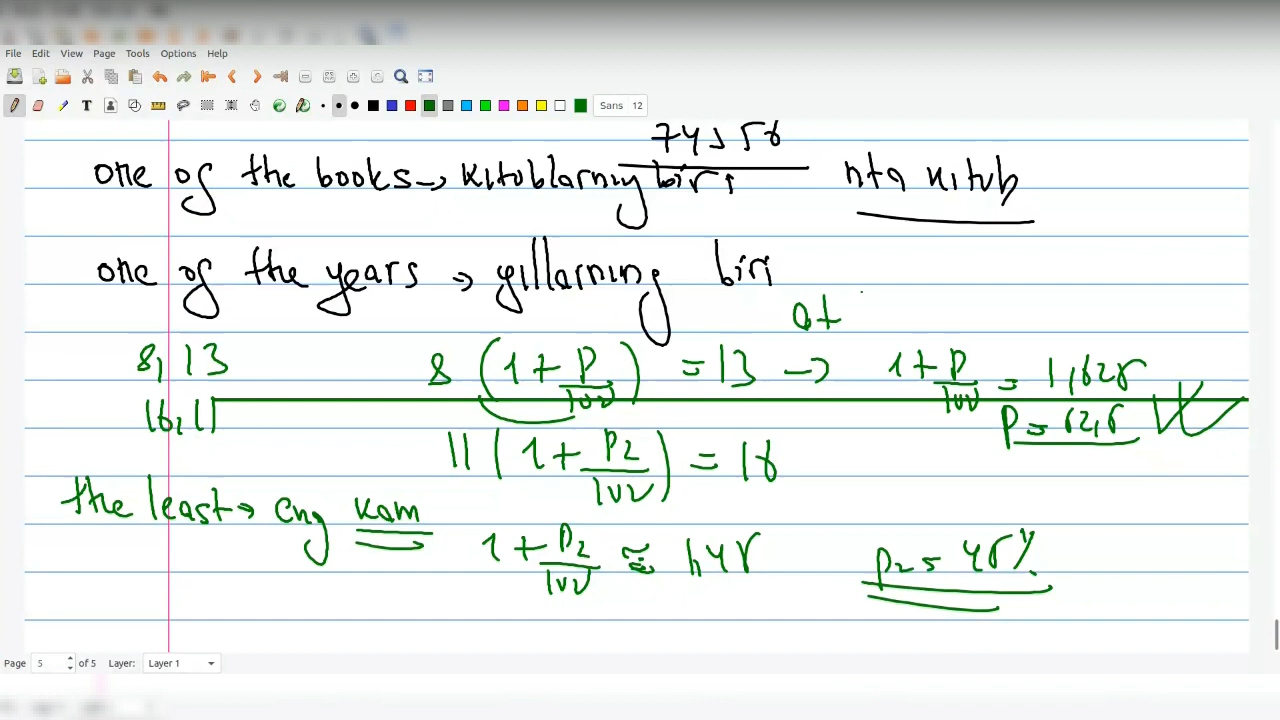 File Edit View Page Tools Options Help
Sans 12
one of the books → kitoblarning biri nta kitob
one of the years → yillarning biri
at
8, 13 8 (1 + P/100) = 13 → 1 + P/100 = 1,625
16, 11 P = 62,5
11 (1 + P2/100) = 16
the least → eng kam
1 + P2/100 ≈ 1,45 P2 = 45%
Page 5 of 5 Layer: Layer 1